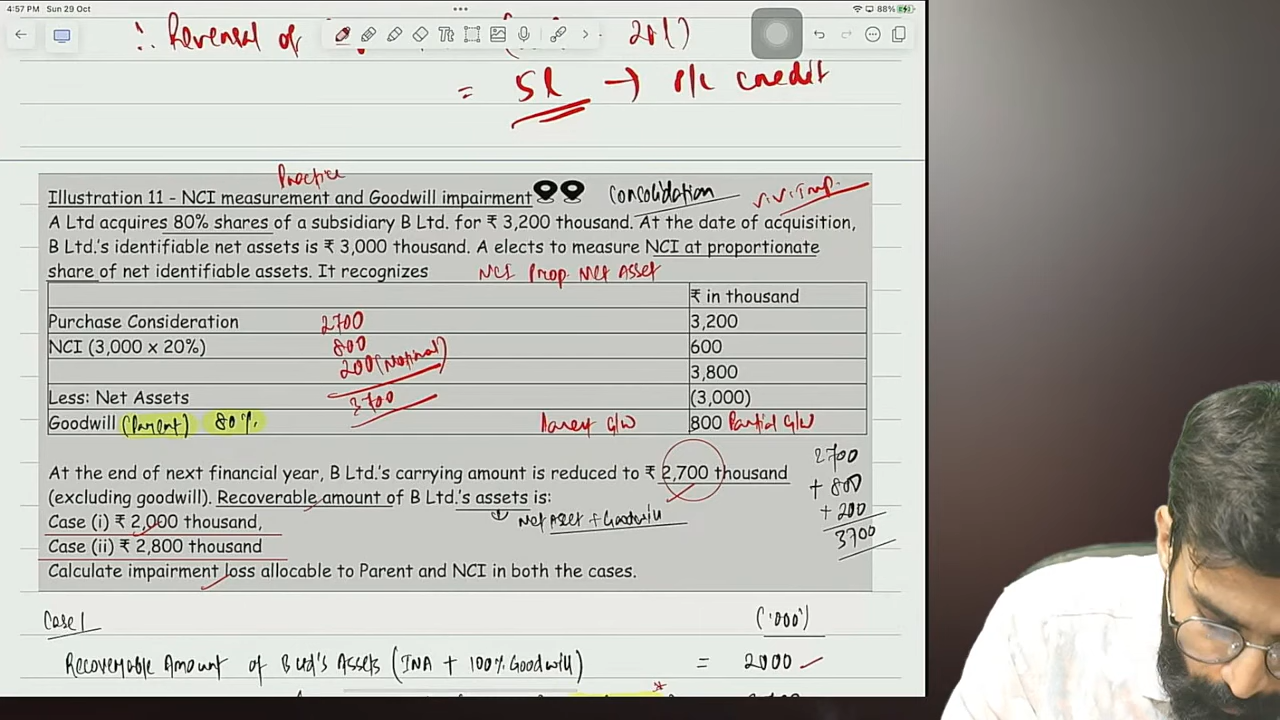 4:57 PM Sun 29 Oct
88%
∴ Reversal of 20l)
= 5l → P/L credit
Practice
Illustration 11 - NCI measurement and Goodwill impairment Consolidation V.V.Imp.
A Ltd acquires 80% shares of a subsidiary B Ltd. for ₹ 3,200 thousand. At the date of acquisition,
B Ltd.'s identifiable net assets is ₹ 3,000 thousand. A elects to measure NCI at proportionate
share of net identifiable assets. It recognizes NCI Prop. Net Asset
₹ in thousand
Purchase Consideration 2700 3,200
NCI (3,000 x 20%) 800 600
200 (Notional) 3,800
Less: Net Assets 3700 (3,000)
Goodwill (Parent) 80% Parent G/W 800 Partial G/W
At the end of next financial year, B Ltd.'s carrying amount is reduced to ₹ 2,700 thousand
(excluding goodwill). Recoverable amount of B Ltd.'s assets is:
Net Asset + Goodwill
Case (i) ₹ 2,000 thousand,
Case (ii) ₹ 2,800 thousand
Calculate impairment loss allocable to Parent and NCI in both the cases.
2700
+ 800
+ 200
3700
Case 1 ('000')
Recoverable Amount of B Ltd's Assets (INA + 100% Goodwill) = 2000